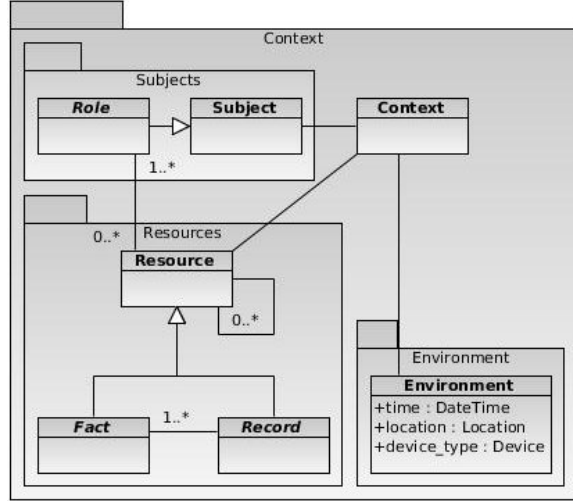 Context
Subjects
Role
Subject
Context
1..*
0..*
Resources
Resource
0..*
Environment
Environment
+time : DateTime
+location : Location
+device_type : Device
Fact
1..*
Record